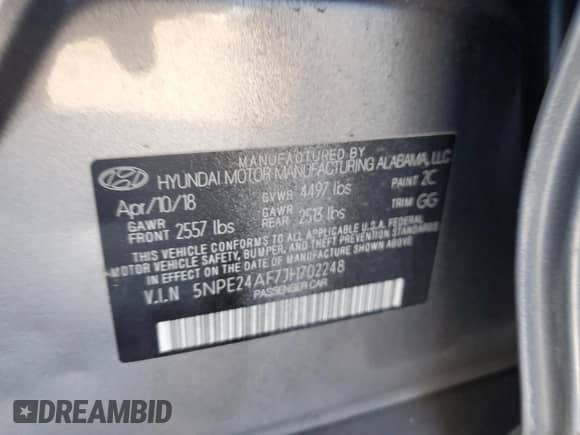 MANUFACTURED BY
HYUNDAI MOTOR MANUFACTURING ALABAMA, LLC
Apr/10/18 GVWR 4497 lbs PAINT 2C
GAWR FRONT 2557 lbs GAWR REAR 2513 lbs TRIM GG
THIS VEHICLE CONFORMS TO ALL APPLICABLE U.S.A. FEDERAL
MOTOR VEHICLE SAFETY, BUMPER, AND THEFT PREVENTION
STANDARDS IN EFFECT ON THE DATE OF MANUFACTURE SHOWN ABOVE.
V.I.N 5NPE24AF7JH702248
PASSENGER CAR
DREAMBID